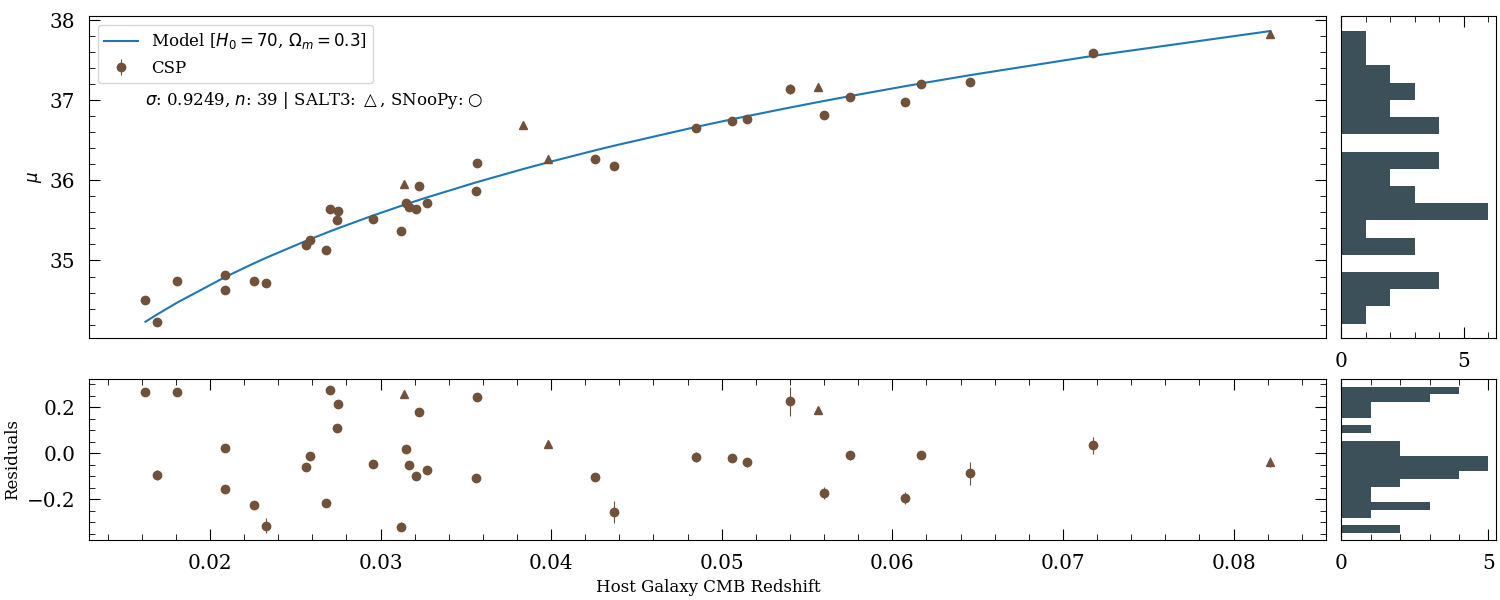 38
37
36
35
μ
Model [$H_0 = 70$, $\Omega_m = 0.3$]
CSP
σ: 0.9249, n: 39 | SALT3: △, SNooPy: ○
0 5
0.2
0.0
−0.2
Residuals
0.02 0.03 0.04 0.05 0.06 0.07 0.08
0 5
Host Galaxy CMB Redshift